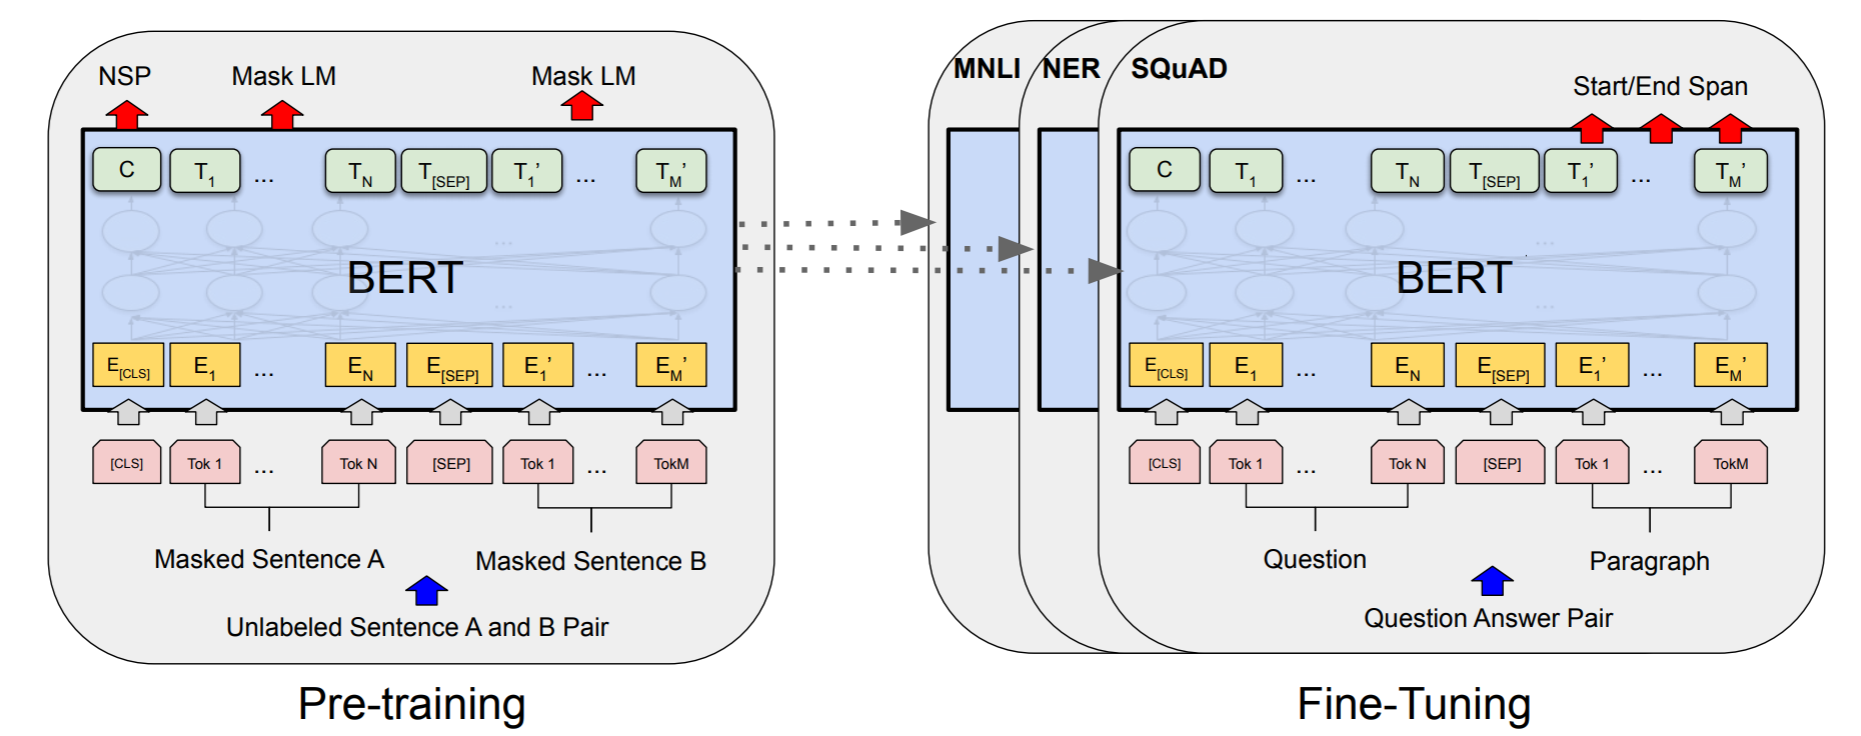 NSP Mask LM Mask LM
C T1 ... TN T[SEP] T1’ ... TM’
...
BERT
...
E[CLS] E1 ... EN E[SEP] E1’ ... EM’
[CLS] Tok 1 ... Tok N [SEP] Tok 1 ... TokM
Masked Sentence A Masked Sentence B
Unlabeled Sentence A and B Pair
Pre-training
MNLI NER SQuAD
Start/End Span
C T1 ... TN T[SEP] T1’ ... TM’
...
BERT
...
E[CLS] E1 ... EN E[SEP] E1’ ... EM’
[CLS] Tok 1 ... Tok N [SEP] Tok 1 ... TokM
Question Paragraph
Question Answer Pair
Fine-Tuning